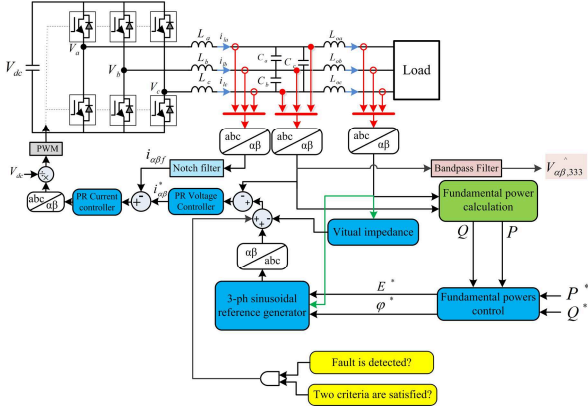 L_a
i_la
L_oa
V_a
L_b
i_lb
C_a
C_c
L_ob
Load
V_dc
V_b
L_c
i_lc
C_b
L_oc
V_c
abc
αβ
abc
αβ
abc
αβ
PWM
i_αβf
Notch filter
Bandpass Filter
V^_αβ,333
V_dc
i*_αβ
abc
αβ
PR Current
controller
PR Voltage
Controller
Fundamental power
calculation
Vitual impedance
αβ
abc
Q
P
3-ph sinusoidal
reference generator
E*
φ*
Fundamental powers
control
P*
Q*
Fault is detected?
Two criteria are satisfied?